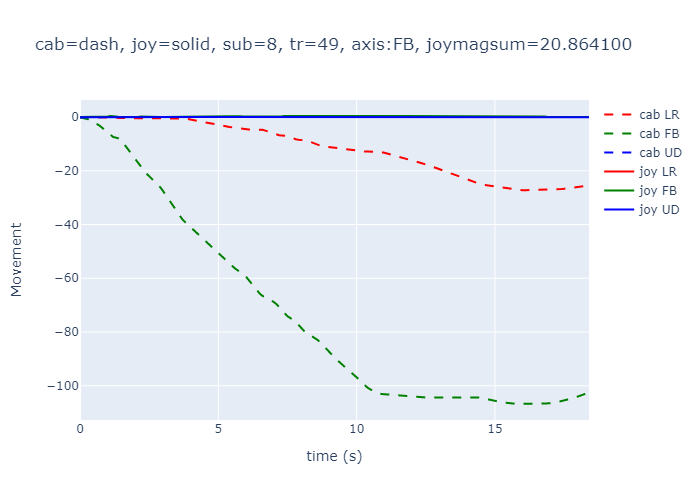 cab=dash, joy=solid, sub=8, tr=49, axis:FB, joymagsum=20.864100
cab LR
cab FB
cab UD
joy LR
joy FB
joy UD
0
−20
−40
−60
−80
−100
Movement
0
5
10
15
time (s)